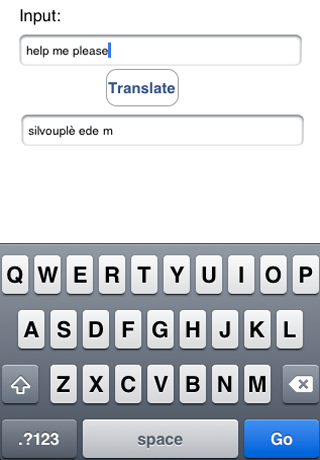 Input:
help me please
Translate
silvouplè ede m
Q W E R T Y U I O P
A S D F G H J K L
Z X C V B N M
.?123 space Go